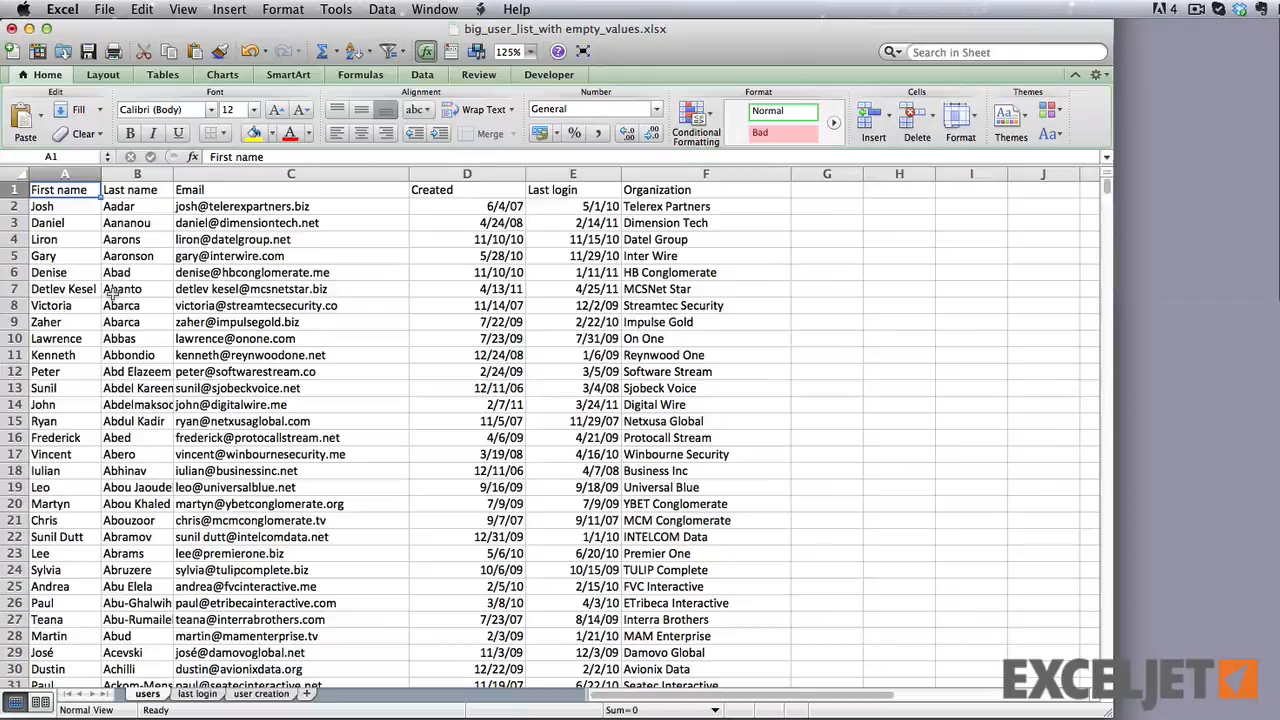 Excel File Edit View Insert Format Tools Data Window Help 4
big_user_list_with empty_values.xlsx
125% Search in Sheet
Home Layout Tables Charts SmartArt Formulas Data Review Developer
Edit Font Alignment Number Format Cells Themes
Fill Calibri (Body) 12 abc Wrap Text General Normal
Paste Clear B I U A Merge % Conditional Formatting Bad Insert Delete Format Themes Aa
A1 fx First name
A B C D E F G H I J
1 First name Last name Email Created Last login Organization
2 Josh Aadar josh@telerexpartners.biz 6/4/07 5/1/10 Telerex Partners
3 Daniel Aananou daniel@dimensiontech.net 4/24/08 2/14/11 Dimension Tech
4 Liron Aarons liron@datelgroup.net 11/10/10 11/15/10 Datel Group
5 Gary Aaronson gary@interwire.com 5/28/10 11/29/10 Inter Wire
6 Denise Abad denise@hbconglomerate.me 11/10/10 1/11/11 HB Conglomerate
7 Detlev Kesel detlev kesel@mcsnetstar.biz 4/13/11 4/25/11 MCSNet Star
8 Victoria Abarca victoria@streamtecsecurity.co 11/14/07 12/2/09 Streamtec Security
9 Zaher Abarca zaher@impulsegold.biz 7/22/09 2/22/10 Impulse Gold
10 Lawrence Abbas lawrence@onone.com 7/23/09 7/31/09 On One
11 Kenneth Abbondio kenneth@reynwoodone.net 12/24/08 1/6/09 Reynwood One
12 Peter Abd Elazeem peter@softwarestream.co 2/24/09 3/5/09 Software Stream
13 Sunil Abdel Kareem sunil@sjobeckvoice.net 12/11/06 3/4/08 Sjobeck Voice
14 John Abdelmaksoc john@digitalwire.me 2/7/11 3/24/11 Digital Wire
15 Ryan Abdul Kadir ryan@netxusaglobal.com 11/5/07 11/29/07 Netxusa Global
16 Frederick Abed frederick@protocallstream.net 4/6/09 4/21/09 Protocall Stream
17 Vincent Abero vincent@winbournesecurity.me 3/19/08 4/16/10 Winbourne Security
18 Iulian Abhinav iulian@businessinc.net 12/11/06 4/7/08 Business Inc
19 Leo Abou Jaoude leo@universalblue.net 9/16/09 9/18/09 Universal Blue
20 Martyn Abou Khaled martyn@ybetconglomerate.org 7/9/09 7/9/09 YBET Conglomerate
21 Chris Abouzoor chris@mcmconglomerate.tv 9/7/07 9/11/07 MCM Conglomerate
22 Sunil Dutt Abramov sunil dutt@intelcomdata.net 12/31/06 1/1/10 INTELCOM Data
23 Lee Abrams lee@premierone.biz 5/6/10 6/20/10 Premier One
24 Sylvia Abruzere sylvia@tulipcomplete.biz 10/6/09 10/15/09 TULIP Complete
25 Andrea Abu Elela andrea@fvcinteractive.me 2/5/10 2/15/10 FVC Interactive
26 Paul Abu-Ghalwih paul@etribecainteractive.com 3/8/10 4/3/10 ETribeca Interactive
27 Teana Abu-Rumaile teana@interrabrothers.com 7/23/07 8/14/09 Interra Brothers
28 Martin Abud martin@mamenterprise.tv 2/3/09 1/21/10 MAM Enterprise
29 José Acevski josé@damovoglobal.net 11/3/09 12/3/09 Damovo Global
30 Dustin Achilli dustin@avionixdata.org 12/22/09 2/2/10 Avionix Data
31 Paul Ackom-Mens paul@seatecinteractive.net 11/19/07 6/22/09 Seatec Interactive
users last login user creation +
Normal View Ready Sum=0
EXCELJET